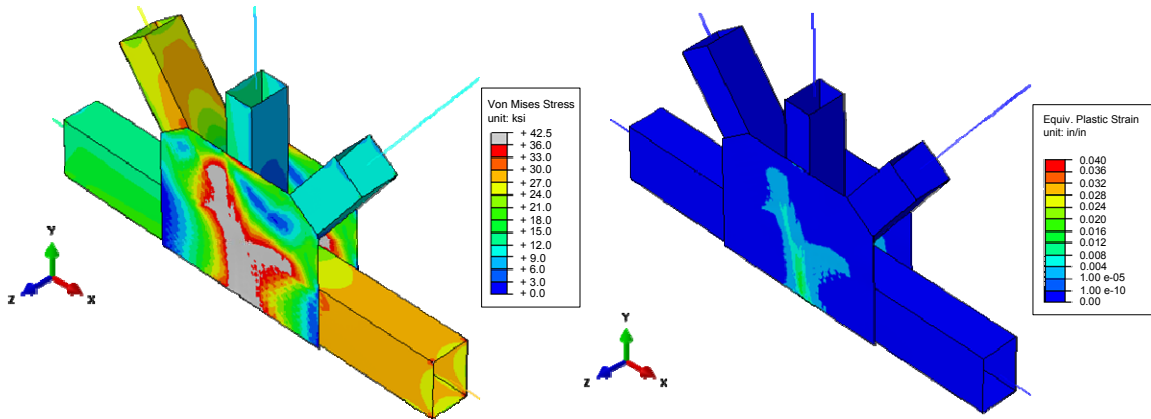 Von Mises Stress
unit: ksi
+ 42.5
+ 36.0
+ 33.0
+ 30.0
+ 27.0
+ 24.0
+ 21.0
+ 18.0
+ 15.0
+ 12.0
+ 9.0
+ 6.0
+ 3.0
+ 0.0
Y
Z
X
Equiv. Plastic Strain
unit: in/in
0.040
0.036
0.032
0.028
0.024
0.020
0.016
0.012
0.008
0.004
1.00 e-05
1.00 e-10
0.00
Y
Z
X